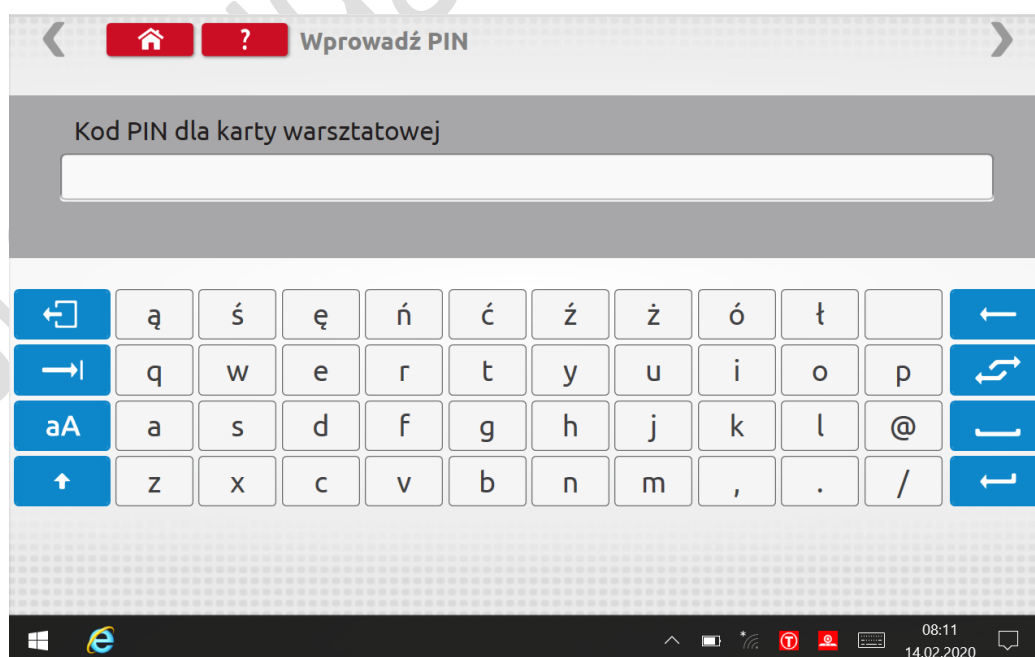 ? Wprowadź PIN
Kod PIN dla karty warsztatowej
ą ś ę ń ć ź ż ó ł
q w e r t y u i o p
aA a s d f g h j k l @
z x c v b n m , . /
08:11
14.02.2020